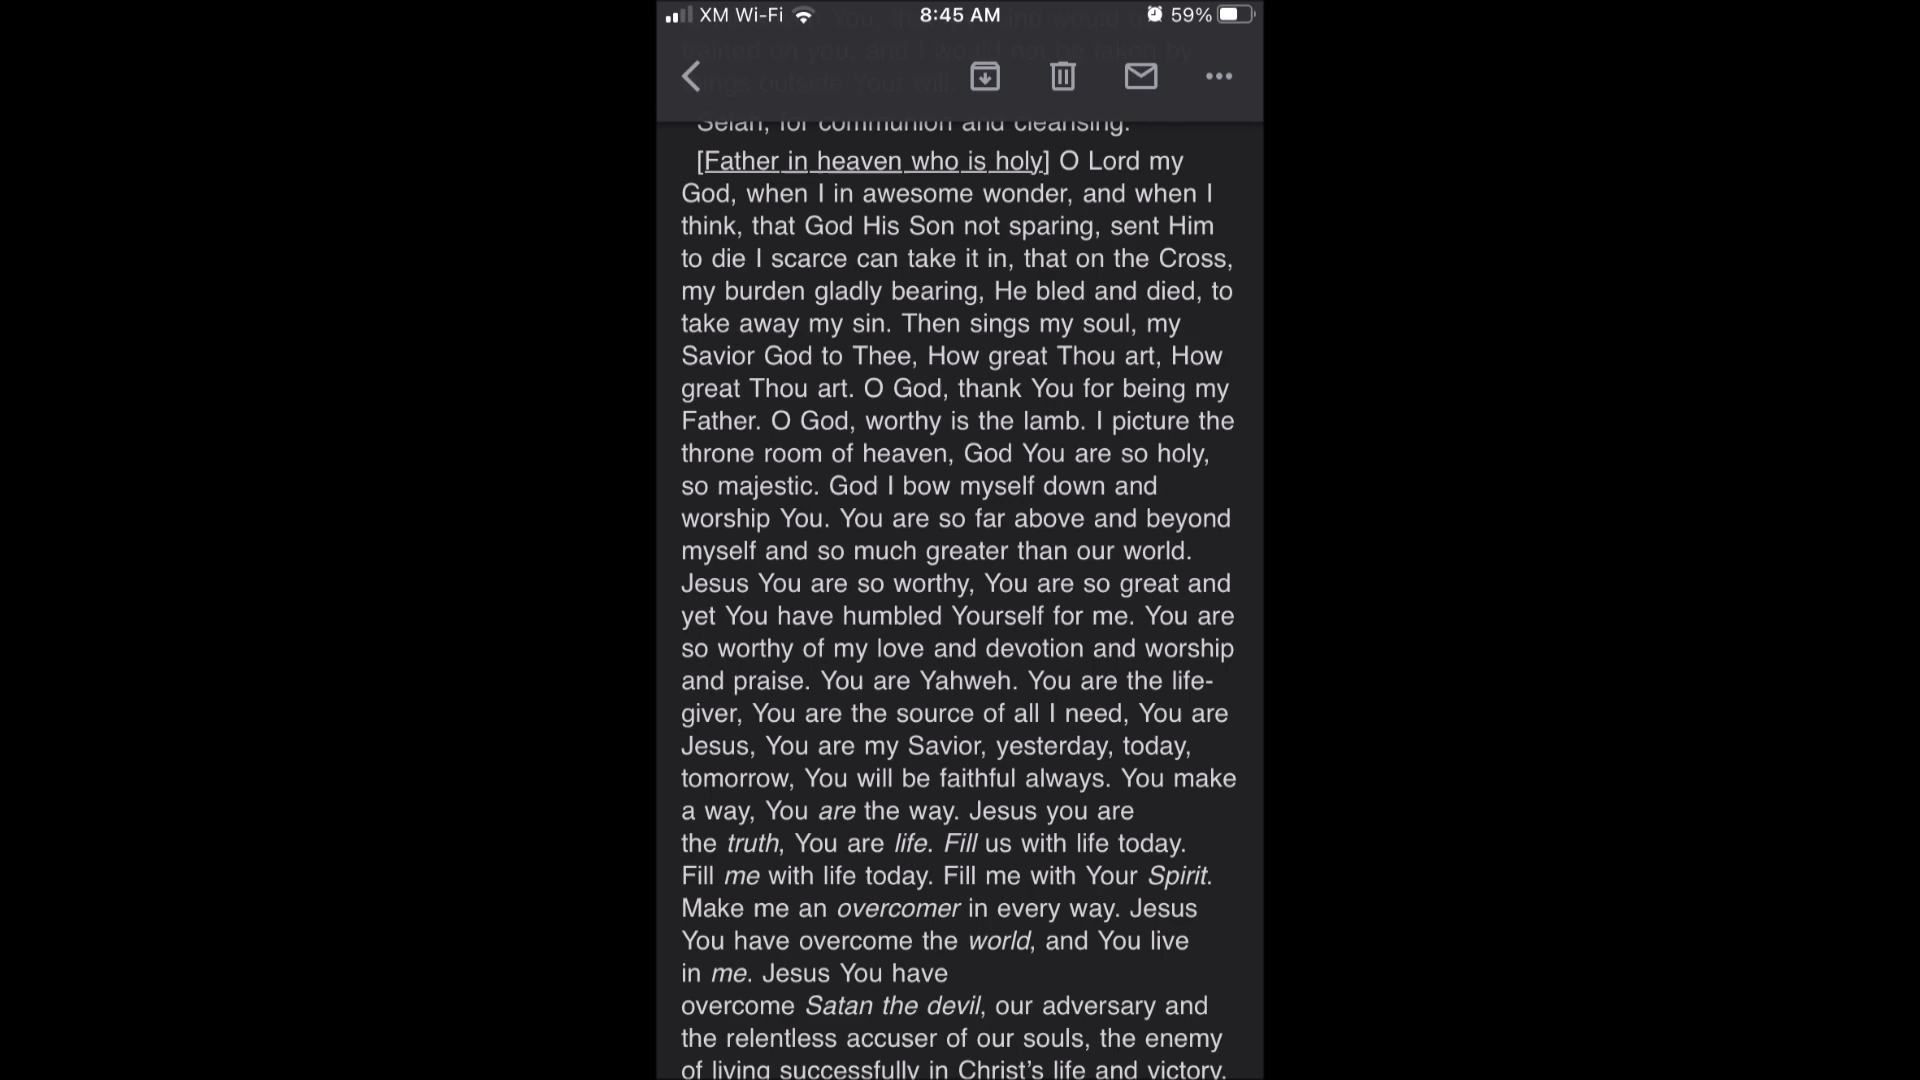 XM Wi-Fi 8:45 AM 59%
trained on you, and I would not be taken by
things outside Your will.
Selah, for communion and cleansing.
[Father in heaven who is holy] O Lord my
God, when I in awesome wonder, and when I
think, that God His Son not sparing, sent Him
to die I scarce can take it in, that on the Cross,
my burden gladly bearing, He bled and died, to
take away my sin. Then sings my soul, my
Savior God to Thee, How great Thou art, How
great Thou art. O God, thank You for being my
Father. O God, worthy is the lamb. I picture the
throne room of heaven, God You are so holy,
so majestic. God I bow myself down and
worship You. You are so far above and beyond
myself and so much greater than our world.
Jesus You are so worthy, You are so great and
yet You have humbled Yourself for me. You are
so worthy of my love and devotion and worship
and praise. You are Yahweh. You are the life-
giver, You are the source of all I need, You are
Jesus, You are my Savior, yesterday, today,
tomorrow, You will be faithful always. You make
a way, You are the way. Jesus you are
the truth, You are life. Fill us with life today.
Fill me with life today. Fill me with Your Spirit.
Make me an overcomer in every way. Jesus
You have overcome the world, and You live
in me. Jesus You have
overcome Satan the devil, our adversary and
the relentless accuser of our souls, the enemy
of living successfully in Christ's life and victory.